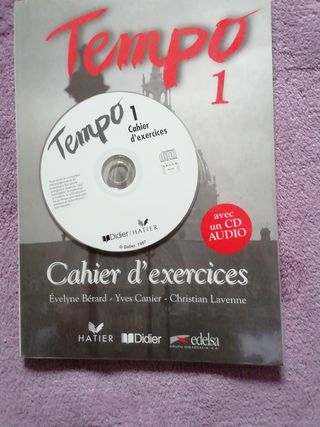 Tempo
1
Tempo 1
Cahier
d'exercices
Didier/HATIER
© Didier, 1997
avec
un CD
AUDIO
Cahier d'exercices
Évelyne Bérard - Yves Canier - Christian Lavenne
HATIER
Didier
edelsa